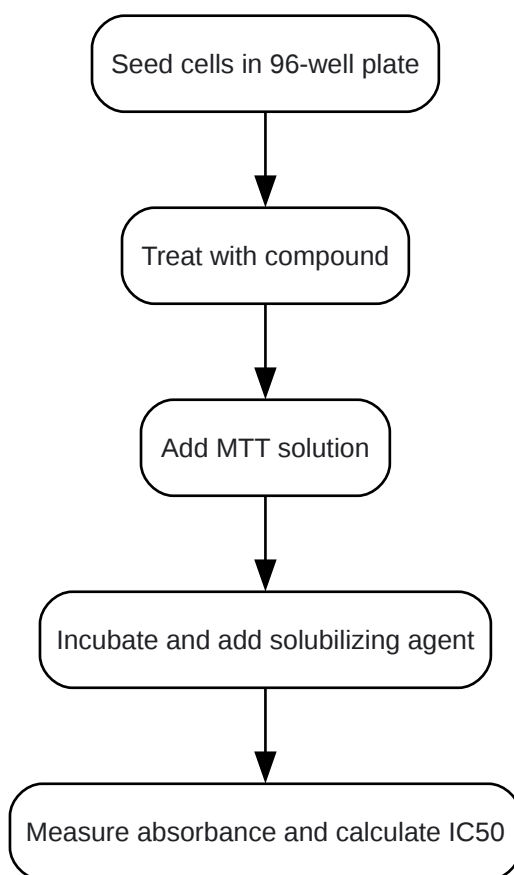 Seed cells in 96-well plate
Treat with compound
Add MTT solution
Incubate and add solubilizing agent
Measure absorbance and calculate IC50